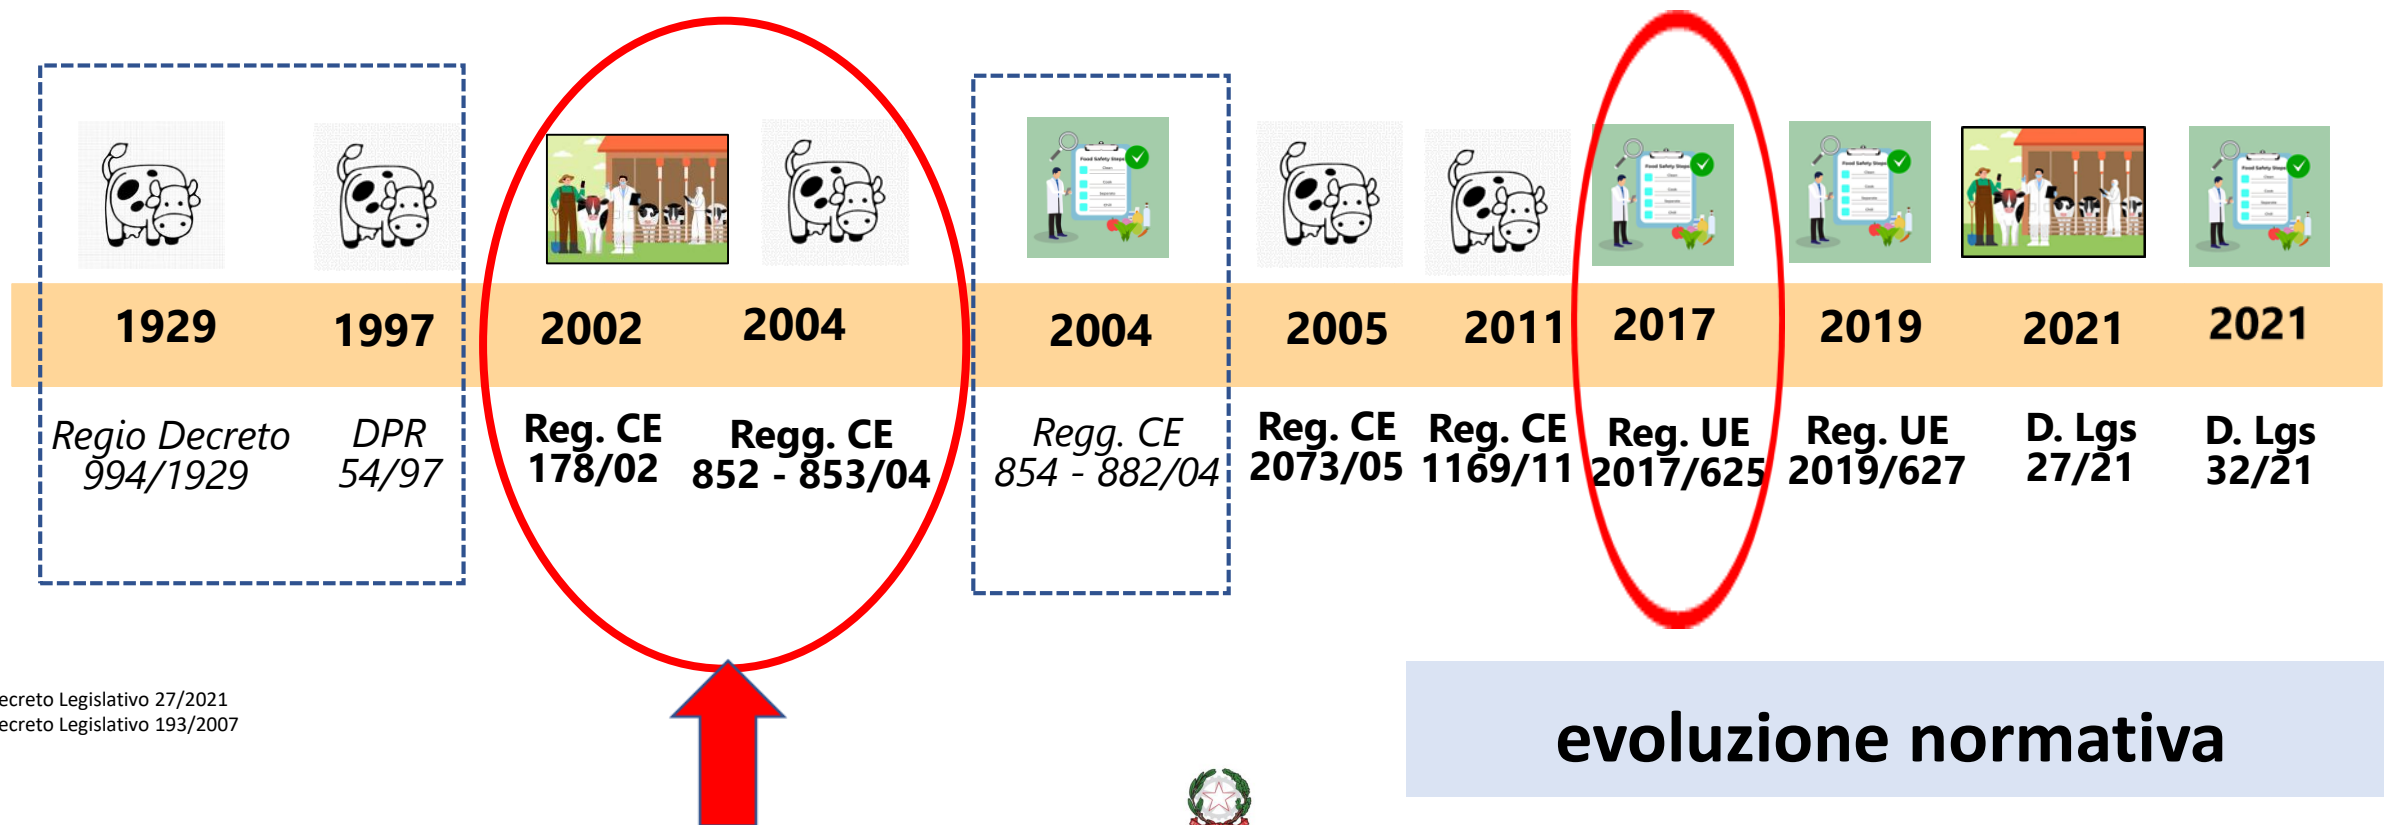 1929
1997
2002
2004
2004
2005
2011
2017
2019
2021
2021
Regio Decreto
994/1929
DPR
54/97
Reg. CE
178/02
Regg. CE
852 - 853/04
Regg. CE
854 - 882/04
Reg. CE
2073/05
Reg. CE
1169/11
Reg. UE
2017/625
Reg. UE
2019/627
D. Lgs
27/21
D. Lgs
32/21
ecreto Legislativo 27/2021
ecreto Legislativo 193/2007
evoluzione normativa